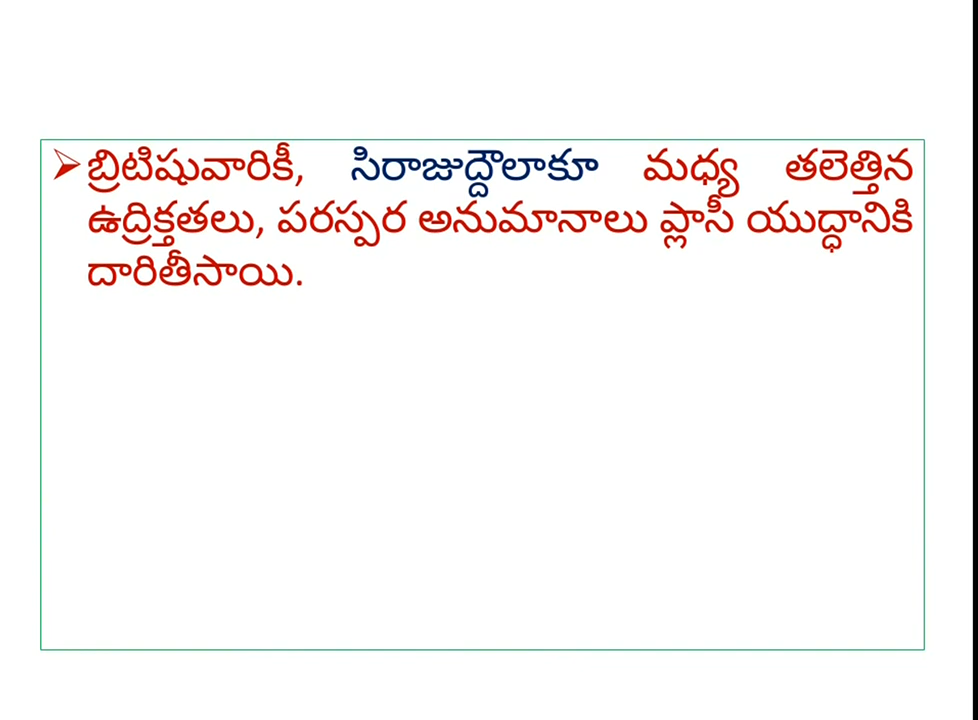 ➢బ్రిటిషువారికీ, సిరాజుద్దౌలాకూ మధ్య తలెత్తిన
ఉద్రిక్తతలు, పరస్పర అనుమానాలు ప్లాసీ యుద్ధానికి
దారితీసాయి.